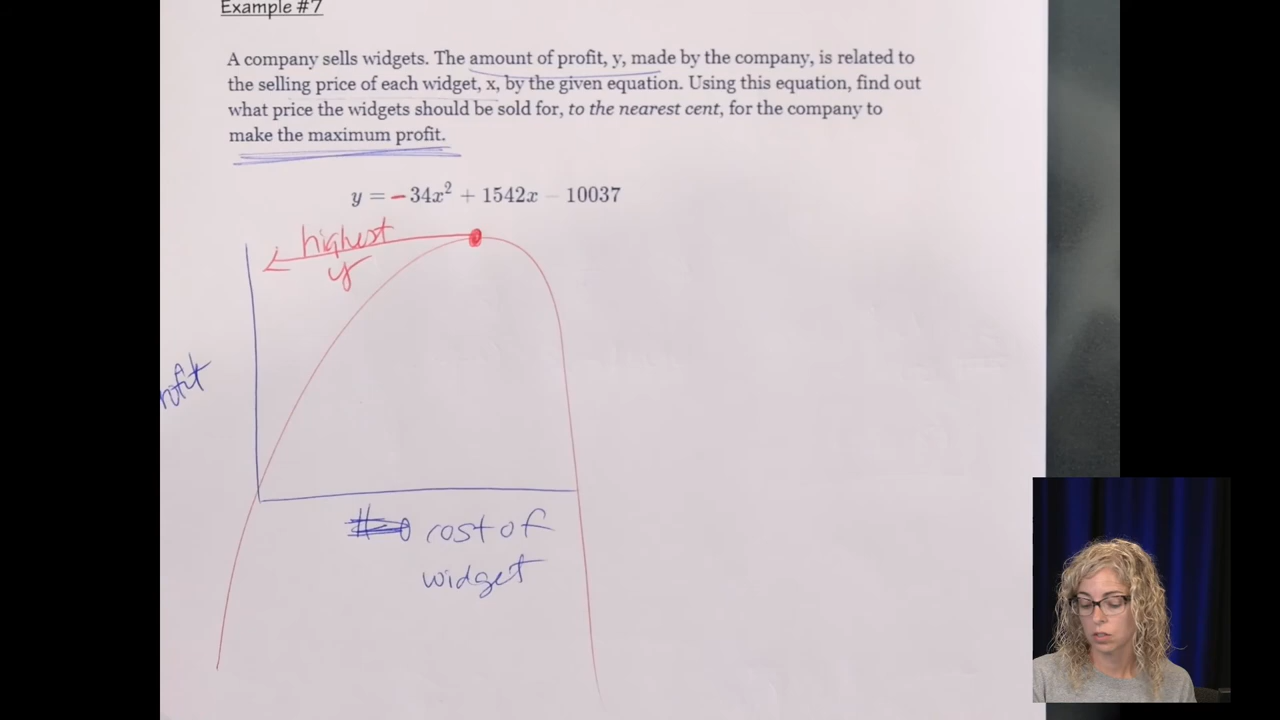 Example #7
A company sells widgets. The amount of profit, y, made by the company, is related to
the selling price of each widget, x, by the given equation. Using this equation, find out
what price the widgets should be sold for, to the nearest cent, for the company to
make the maximum profit.
y = -34x² + 1542x - 10037
highest
y
rofit
cost of
widget